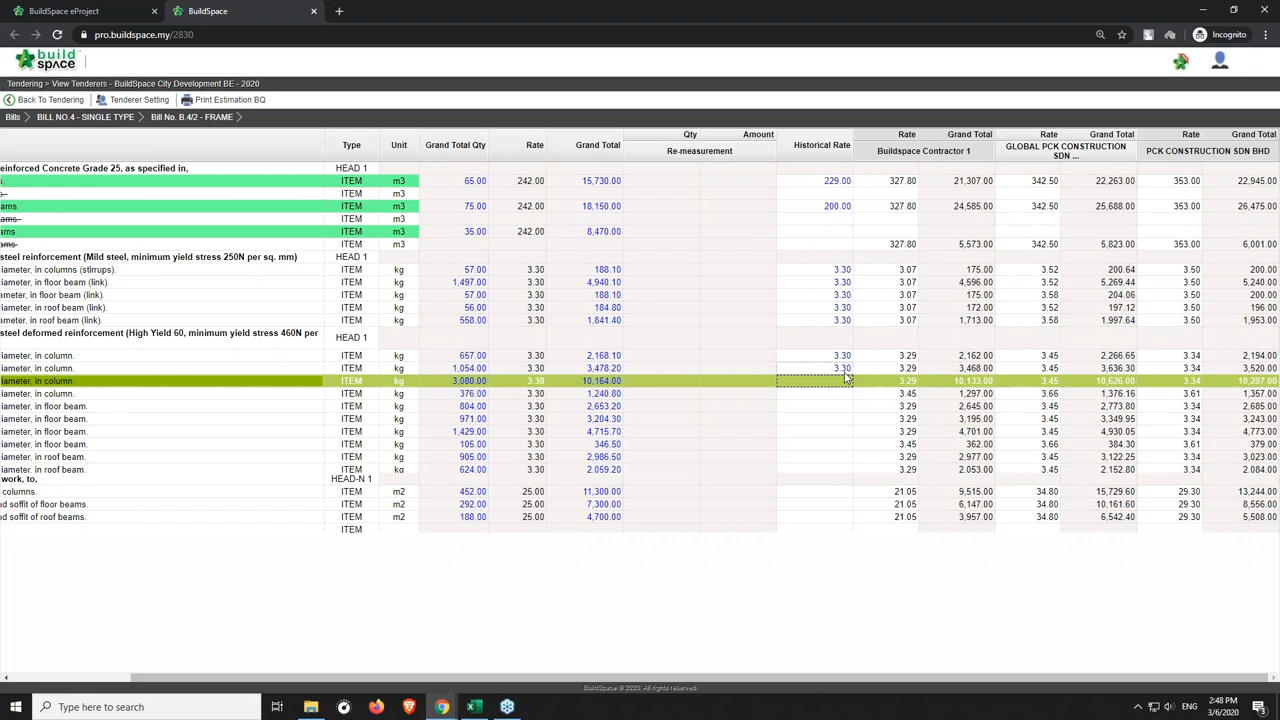 BuildSpace eProject × BuildSpace × +
pro.buildspace.my/2830 Incognito
build space
Tendering > View Tenderers - BuildSpace City Development BE - 2020
Back To Tendering Tenderer Setting Print Estimation BQ
Bills BILL NO.4 - SINGLE TYPE Bill No. B.4/2 - FRAME
Type Unit Grand Total Qty Rate Grand Total Qty Amount Historical Rate Rate Grand Total Rate Grand Total Rate Grand Total
Re-measurement Buildspace Contractor 1 GLOBAL PCK CONSTRUCTION SDN ... PCK CONSTRUCTION SDN BHD
einforced Concrete Grade 25, as specified in, HEAD 1
s. ITEM m3 65.00 242.00 15,730.00 229.00 327.80 21,307.00 342.50 22,263.00 353.00 22,945.00
s. ITEM m3
ams. ITEM m3 75.00 242.00 18,150.00 200.00 327.80 24,585.00 342.50 25,688.00 353.00 26,475.00
ams. ITEM m3
ams ITEM m3 35.00 242.00 8,470.00
ams ITEM m3 327.80 5,573.00 342.50 5,823.00 353.00 6,001.00
steel reinforcement (Mild steel, minimum yield stress 250N per sq. mm) HEAD 1
iameter, in columns (stirrups). ITEM kg 57.00 3.30 188.10 3.30 3.07 175.00 3.52 200.64 3.50 200.00
iameter, in floor beam (link). ITEM kg 1,497.00 3.30 4,940.10 3.30 3.07 4,596.00 3.52 5,269.44 3.50 5,240.00
ameter, in floor beam (link). ITEM kg 57.00 3.30 188.10 3.30 3.07 175.00 3.58 204.06 3.50 200.00
iameter, in roof beam (link). ITEM kg 56.00 3.30 184.80 3.30 3.07 172.00 3.52 197.12 3.50 196.00
ameter, in roof beam (link). ITEM kg 558.00 3.30 1,841.40 3.30 3.07 1,713.00 3.58 1,997.64 3.50 1,953.00
steel deformed reinforcement (High Yield 60, minimum yield stress 460N per HEAD 1
iameter, in column. ITEM kg 657.00 3.30 2,168.10 3.30 3.29 2,162.00 3.45 2,266.65 3.34 2,194.00
iameter, in column. ITEM kg 1,054.00 3.30 3,478.20 3.30 3.29 3,468.00 3.45 3,636.30 3.34 3,520.00
iameter, in column. ITEM kg 3,080.00 3.30 10,164.00 3.29 10,133.00 3.45 10,626.00 3.34 10,287.00
iameter, in column. ITEM kg 376.00 3.30 1,240.80 3.45 1,297.00 3.66 1,376.16 3.61 1,357.00
iameter, in floor beam. ITEM kg 804.00 3.30 2,653.20 3.29 2,645.00 3.45 2,773.80 3.34 2,685.00
iameter, in floor beam. ITEM kg 971.00 3.30 3,204.30 3.29 3,195.00 3.45 3,349.95 3.34 3,243.00
iameter, in floor beam. ITEM kg 1,429.00 3.30 4,715.70 3.29 4,701.00 3.45 4,930.05 3.34 4,773.00
iameter, in floor beam. ITEM kg 105.00 3.30 346.50 3.45 362.00 3.66 384.30 3.61 379.00
iameter, in roof beam. ITEM kg 905.00 3.30 2,986.50 3.29 2,977.00 3.45 3,122.25 3.34 3,023.00
iameter, in roof beam. ITEM kg 624.00 3.30 2,059.20 3.29 2,053.00 3.45 2,152.80 3.34 2,084.00
work, to, HEAD-N 1
columns. ITEM m2 452.00 25.00 11,300.00 21.05 9,515.00 34.80 15,729.60 29.30 13,244.00
d soffit of floor beams. ITEM m2 292.00 25.00 7,300.00 21.05 6,147.00 34.80 10,161.60 29.30 8,556.00
d soffit of roof beams. ITEM m2 188.00 25.00 4,700.00 21.05 3,957.00 34.80 6,542.40 29.30 5,508.00
ITEM
BuildSpace © 2020. All rights reserved.
Type here to search ENG 2:48 PM
3/6/2020 3